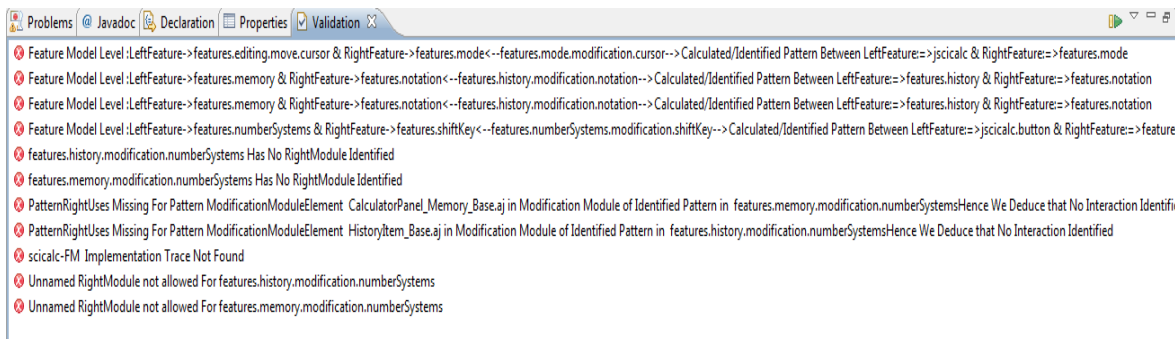 Problems @ Javadoc Declaration Properties Validation
Feature Model Level :LeftFeature->features.editing.move.cursor & RightFeature->features.mode<--features.mode.modification.cursor-->Calculated/Identified Pattern Between LeftFeature:=>jscicalc & RightFeature:=>features.mode
Feature Model Level :LeftFeature->features.memory & RightFeature->features.notation<--features.history.modification.notation-->Calculated/Identified Pattern Between LeftFeature:=>features.history & RightFeature:=>features.notation
Feature Model Level :LeftFeature->features.memory & RightFeature->features.notation<--features.history.modification.notation-->Calculated/Identified Pattern Between LeftFeature:=>features.history & RightFeature:=>features.notation
Feature Model Level :LeftFeature->features.numberSystems & RightFeature->features.shiftKey<--features.numberSystems.modification.shiftKey-->Calculated/Identified Pattern Between LeftFeature:=>jscicalc.button & RightFeature:=>feature
features.history.modification.numberSystems Has No RightModule Identified
features.memory.modification.numberSystems Has No RightModule Identified
PatternRightUses Missing For Pattern ModificationModuleElement CalculatorPanel_Memory_Base.aj in Modification Module of Identified Pattern in features.memory.modification.numberSystemsHence We Deduce that No Interaction Identifi
PatternRightUses Missing For Pattern ModificationModuleElement HistoryItem_Base.aj in Modification Module of Identified Pattern in features.history.modification.numberSystemsHence We Deduce that No Interaction Identified
scicalc-FM Implementation Trace Not Found
Unnamed RightModule not allowed For features.history.modification.numberSystems
Unnamed RightModule not allowed For features.memory.modification.numberSystems